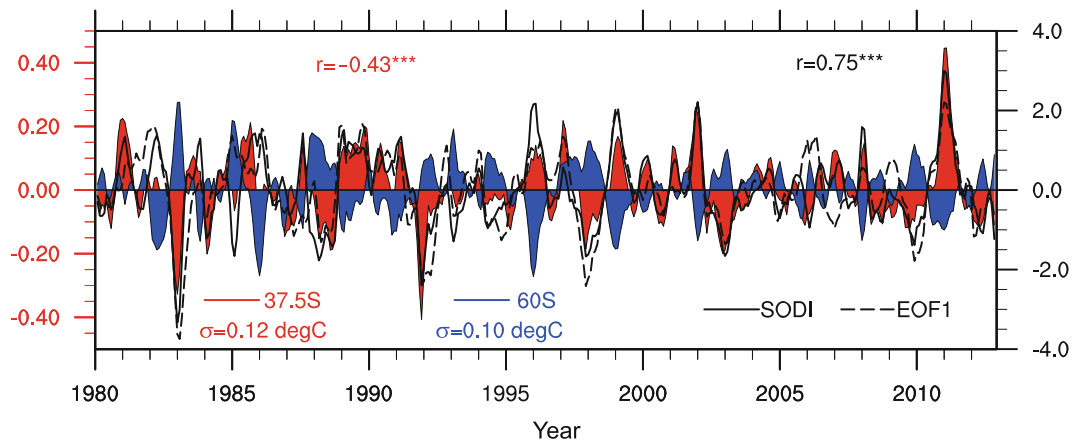 4.0
0.40
r=-0.43***
r=0.75***
0.20
2.0
0.00
0.0
-0.20
-2.0
37.5S
60S
SODI
EOF1
-0.40
σ=0.12 degC
σ=0.10 degC
-4.0
1980 1985 1990 1995 2000 2005 2010
Year